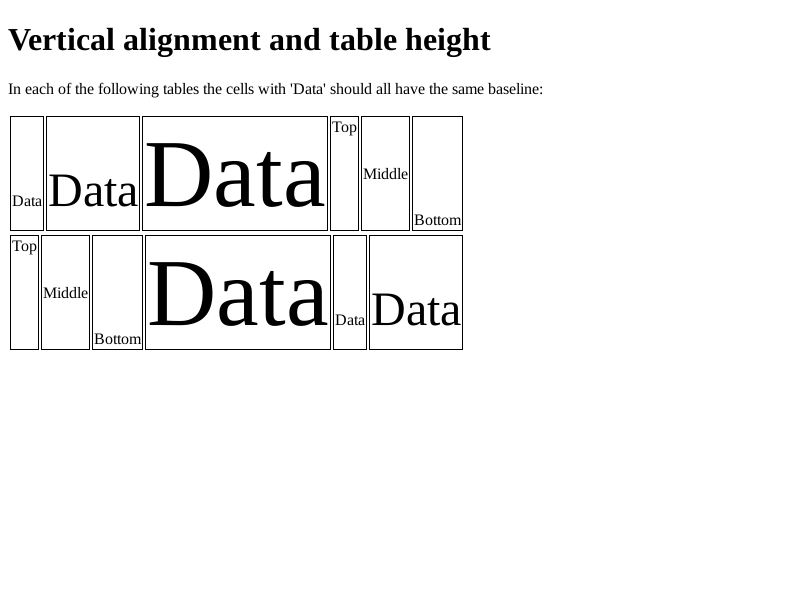 Vertical alignment and table height
In each of the following tables the cells with 'Data' should all have the same baseline:
Data Data Data Top Middle Bottom
Top Middle Bottom Data Data Data